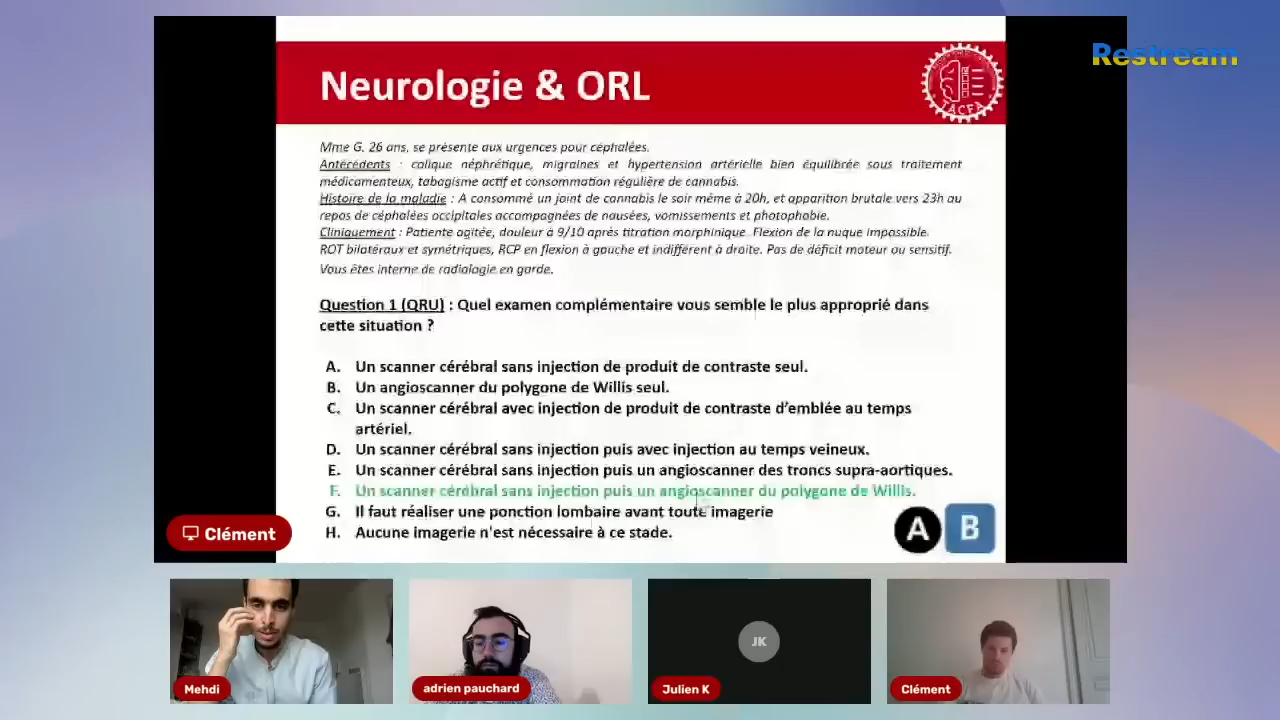 Restream
Neurologie & ORL
TACFA
Mme G. 26 ans, se présente aux urgences pour céphalées.
Antécédents : colique néphrétique, migraines et hypertension artérielle bien équilibrée sous traitement
médicamenteux, tabagisme actif et consommation régulière de cannabis.
Histoire de la maladie : A consommé un joint de cannabis le soir même à 20h, et apparition brutale vers 23h au
repos de céphalées occipitales accompagnées de nausées, vomissements et photophobie.
Cliniquement : Patiente agitée, douleur à 9/10 après titration morphinique. Flexion de la nuque impossible.
ROT bilatéraux et symétriques, RCP en flexion à gauche et indifférent à droite. Pas de déficit moteur ou sensitif.
Vous êtes interne de radiologie en garde.
Question 1 (QRU) : Quel examen complémentaire vous semble le plus approprié dans
cette situation ?
A. Un scanner cérébral sans injection de produit de contraste seul.
B. Un angioscanner du polygone de Willis seul.
C. Un scanner cérébral avec injection de produit de contraste d'emblée au temps
artériel.
D. Un scanner cérébral sans injection puis avec injection au temps veineux.
E. Un scanner cérébral sans injection puis un angioscanner des troncs supra-aortiques.
F. Un scanner cérébral sans injection puis un angioscanner du polygone de Willis.
G. Il faut réaliser une ponction lombaire avant toute imagerie
H. Aucune imagerie n'est nécessaire à ce stade.
A B
Clément
JK
Mehdi
adrien pauchard
Julien K
Clément